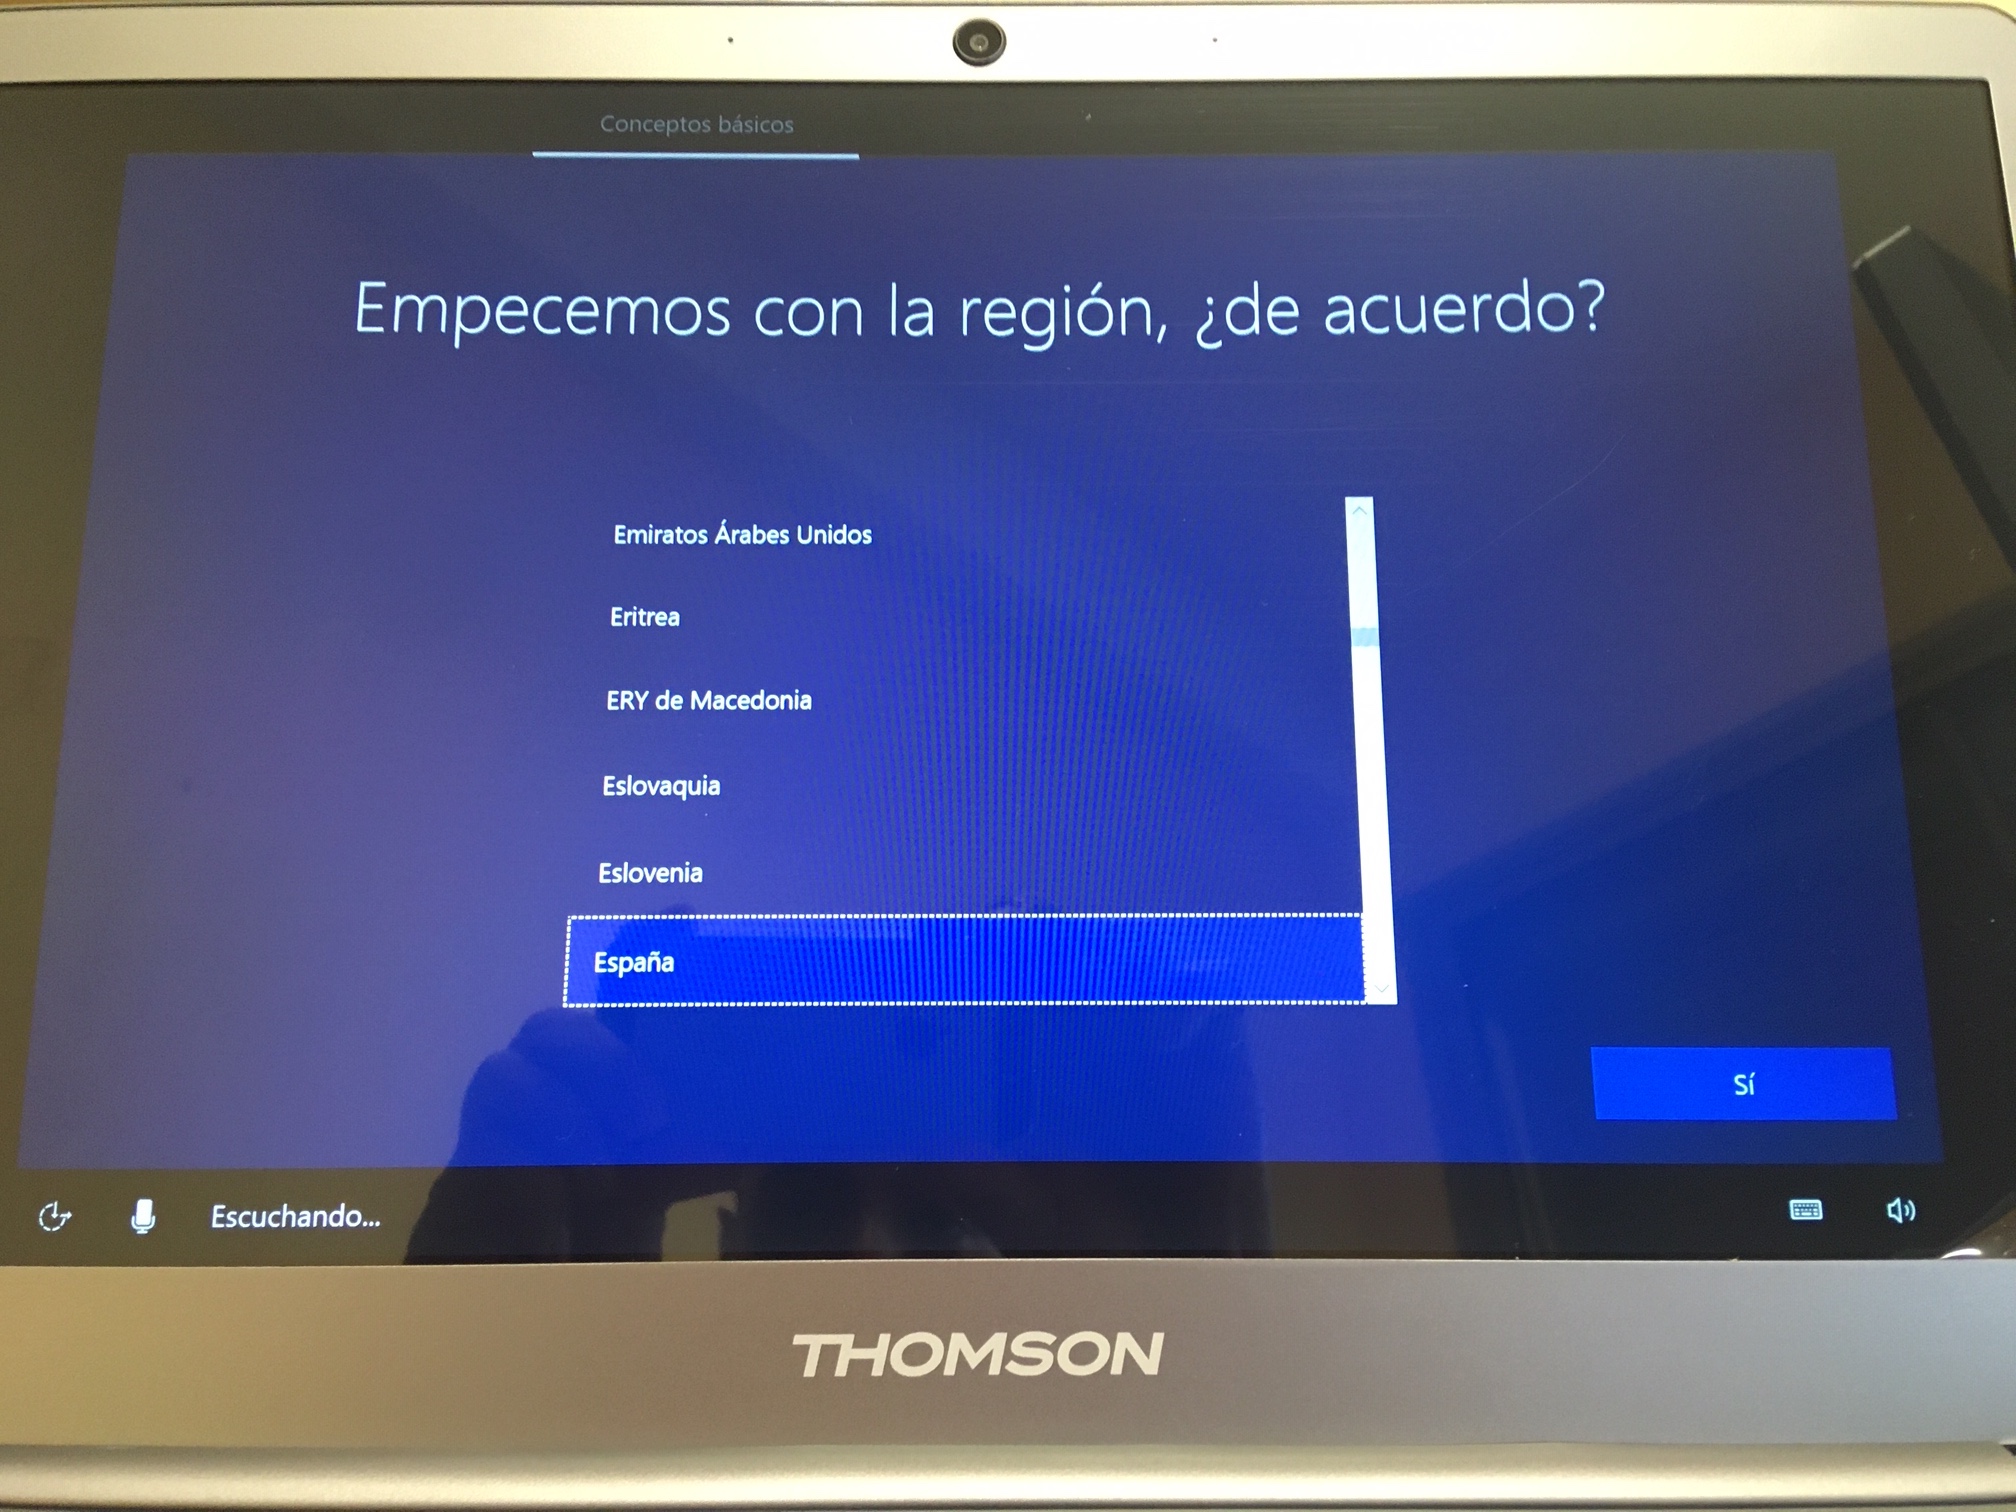 Conceptos básicos
Empecemos con la región, ¿de acuerdo?
Emiratos Árabes Unidos
Eritrea
ERY de Macedonia
Eslovaquia
Eslovenia
España
Sí
Escuchando...
THOMSON